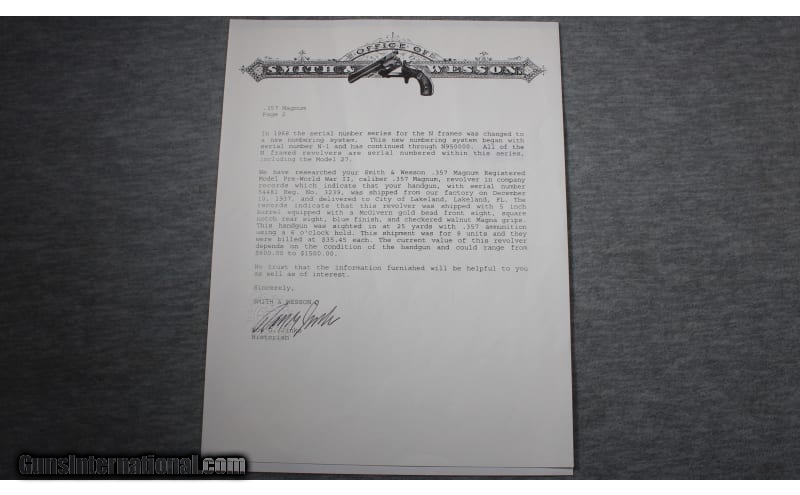 OFFICE OF
SMITH & WESSON
.357 Magnum
Page 2
In 1968 the serial number series for the N frames was changed to
a new numbering system. This new numbering system began with
serial number N-1 and has continued through N950000. All of the
N framed revolvers are serial numbered within this series,
including the Model 27.
We have researched your Smith & Wesson .357 Magnum Registered
Model Pre-World War II, caliber .357 Magnum, revolver in company
records which indicate that your handgun, with serial number
54481 Reg. No. 3239, was shipped from our factory on December
10, 1937, and delivered to City of Lakeland, Lakeland, FL. The
records indicate that this revolver was shipped with 5 inch
barrel equipped with a McGivern gold bead front sight, square
notch rear sight, blue finish, and checkered walnut Magna grips.
This handgun was sighted in at 25 yards with .357 ammunition
using a 6 o'clock hold. This shipment was for 8 units and they
were billed at $35.45 each. The current value of this revolver
depends on the condition of the handgun and could range from
$600.00 to $1500.00.
We trust that the information furnished will be helpful to you
as well as of interest.
Sincerely,
SMITH & WESSON
Historian
GunsInternational.com